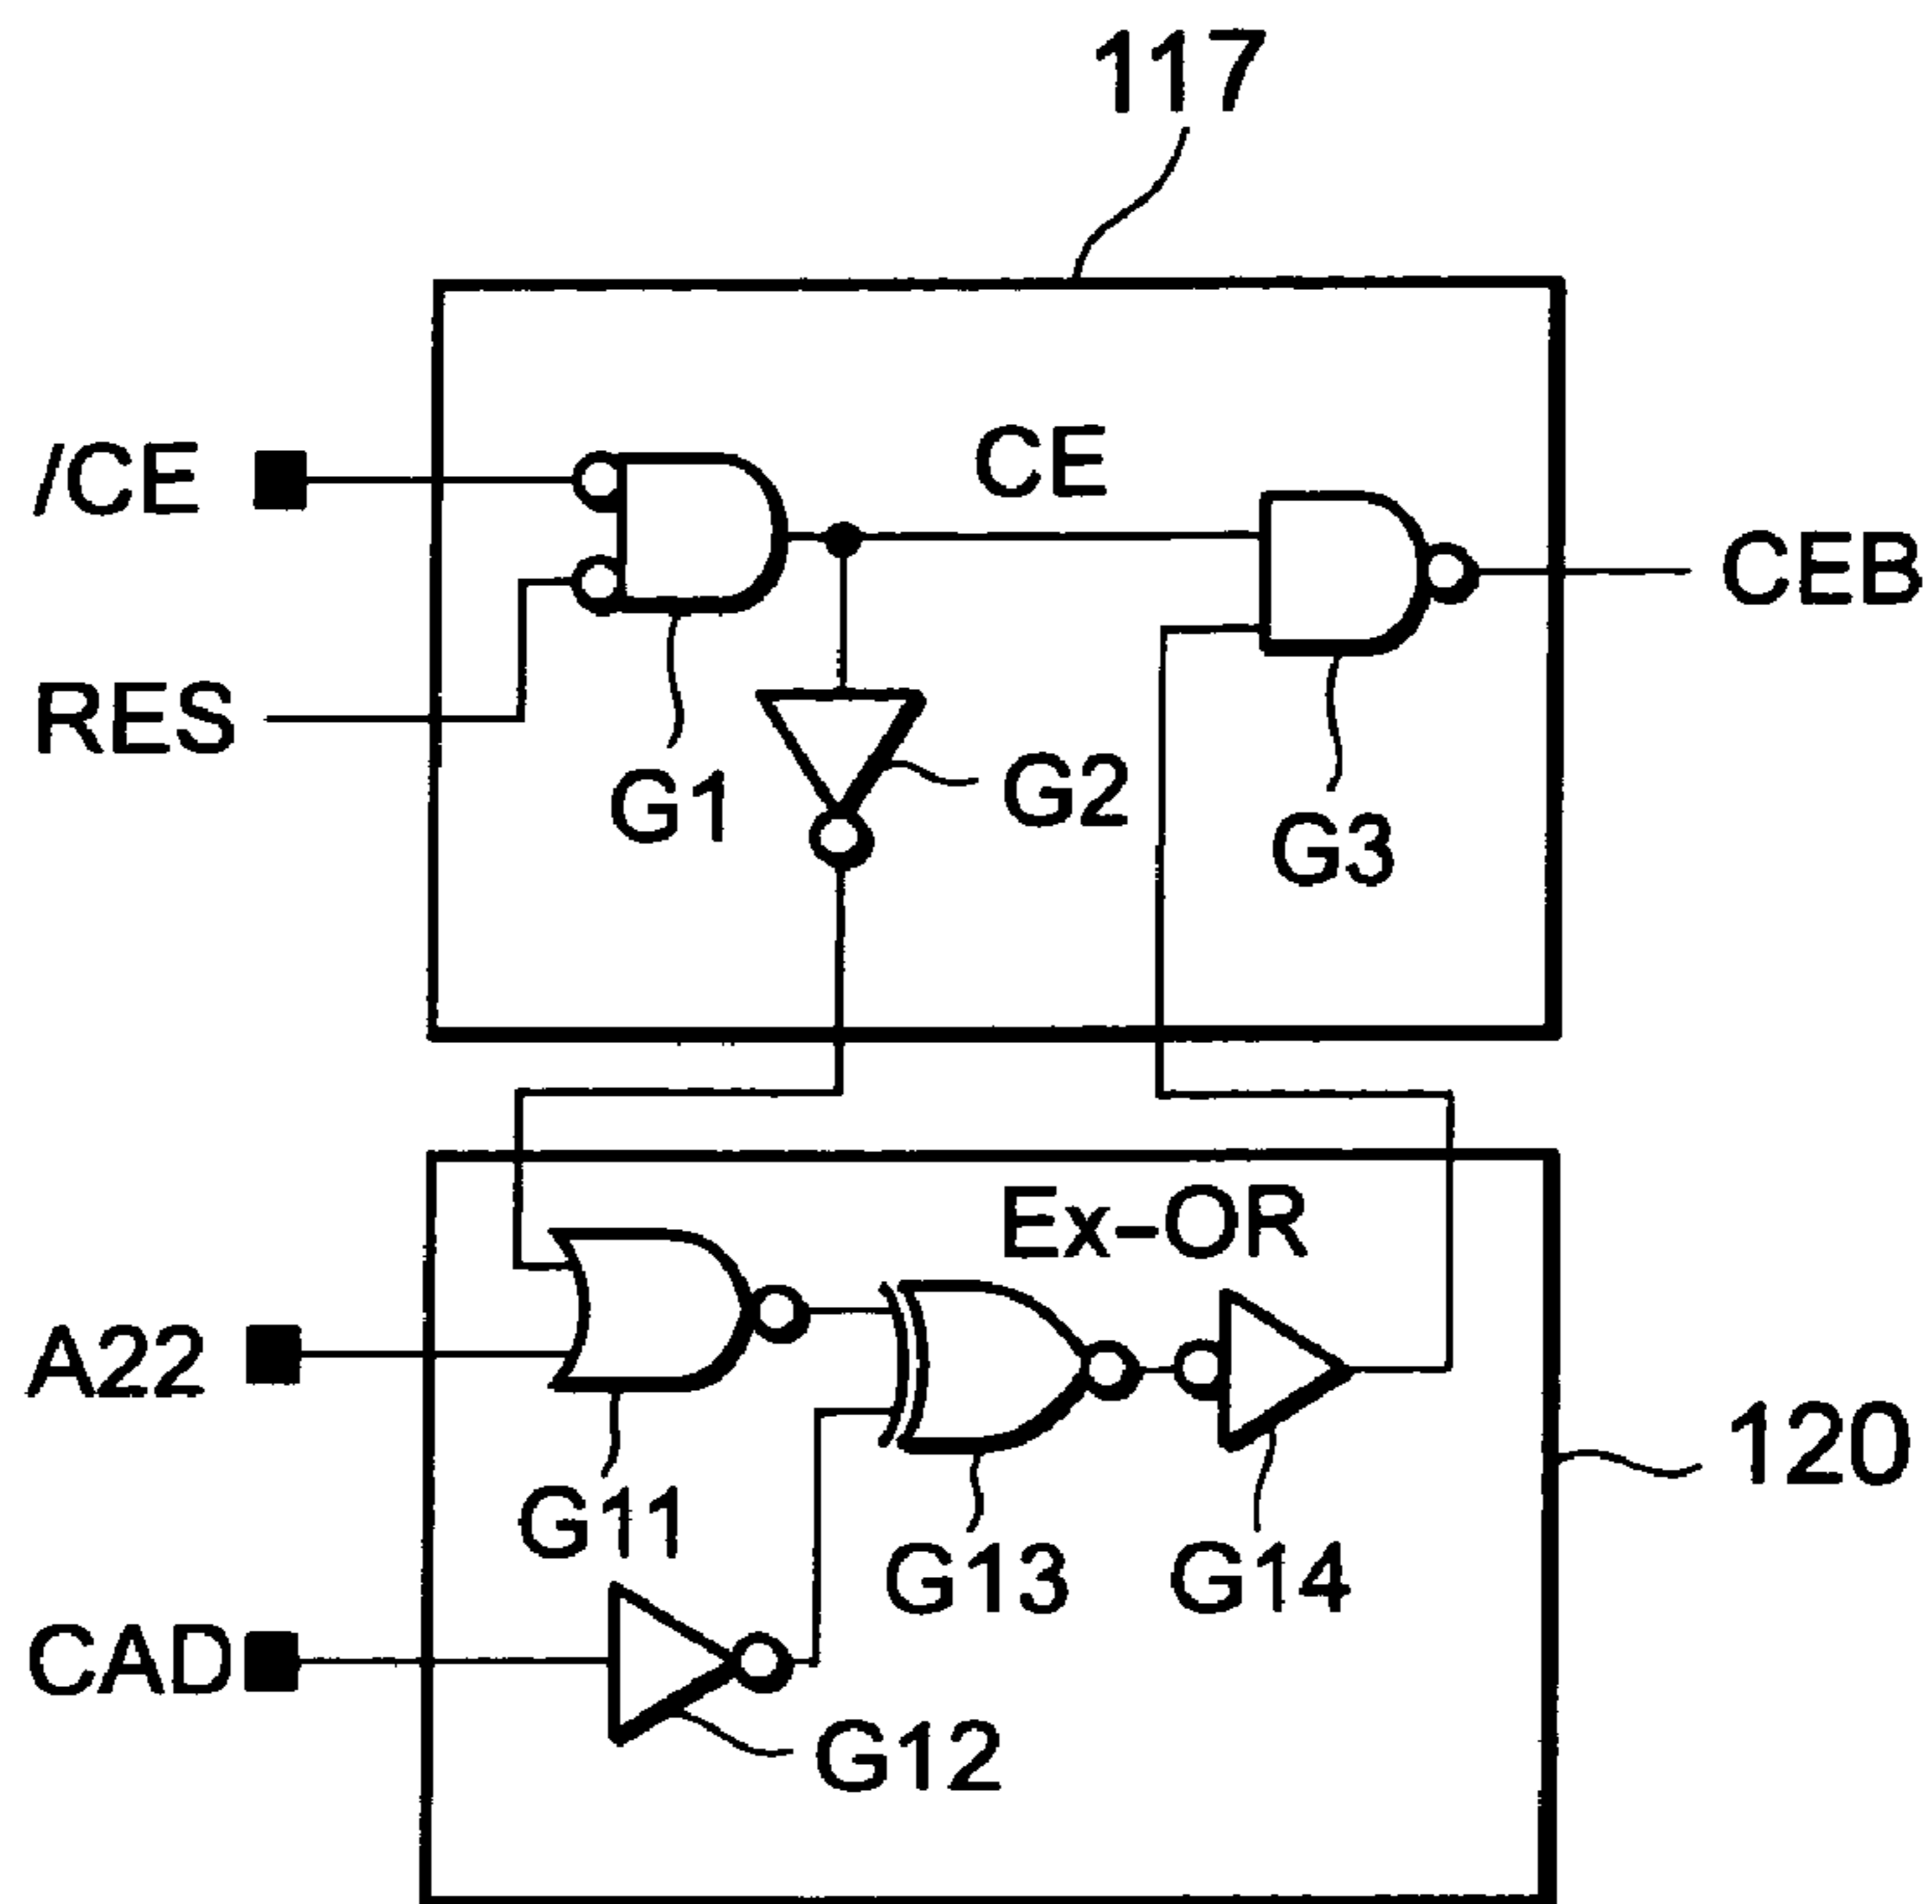 117
/CE
CE
CEB
RES
G1
G2
G3
Ex-OR
A22
120
G11
G13
G14
CAD
G12